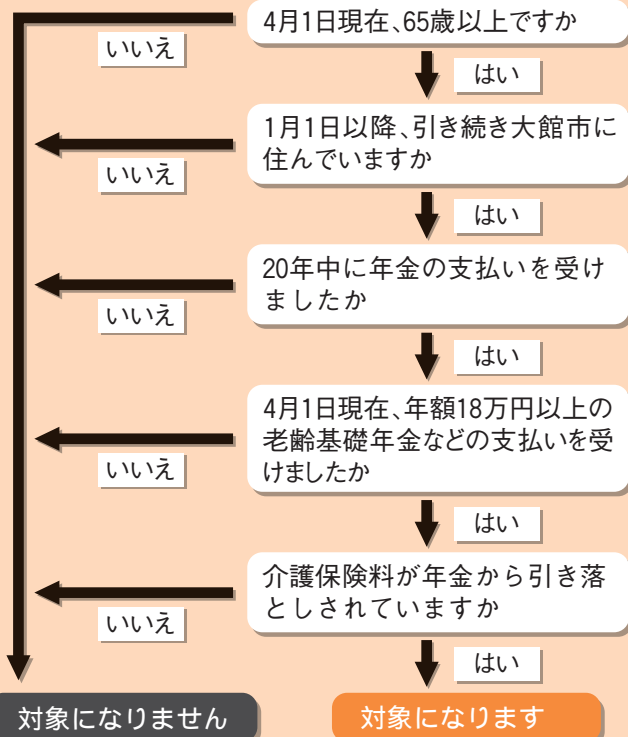 4月1日現在、65歳以上ですか
いいえ
はい
1月1日以降、引き続き大館市に
住んでいますか
いいえ
はい
20年中に年金の支払いを受け
ましたか
いいえ
はい
4月1日現在、年額18万円以上の
老齢基礎年金などの支払いを受
けましたか
いいえ
はい
介護保険料が年金から引き落
としされていますか
いいえ
はい
対象になりません
対象になります